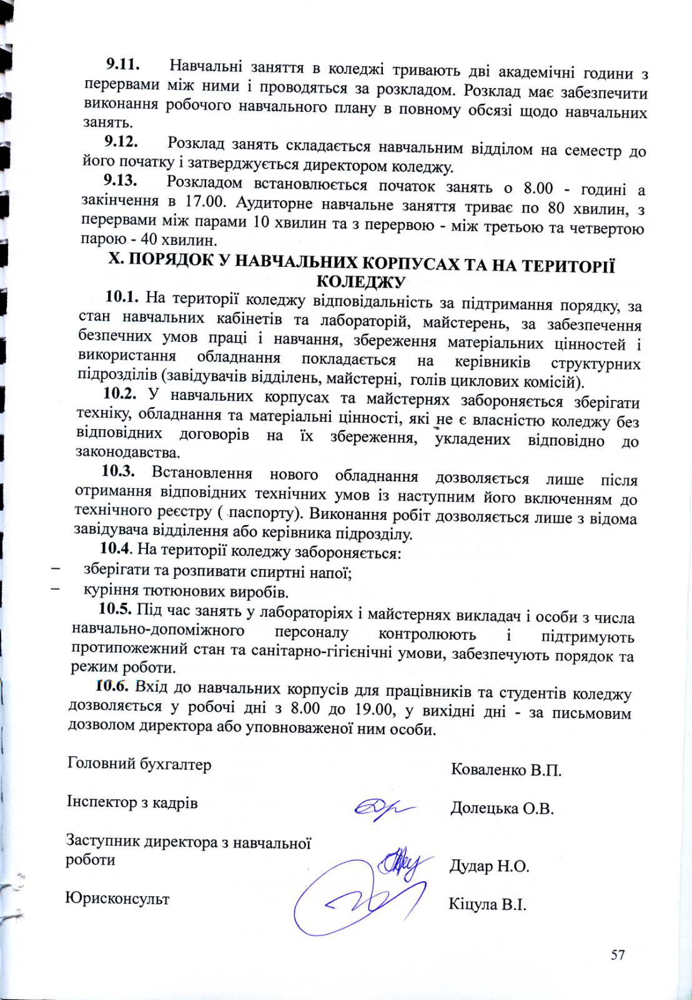 9.11. Навчальні заняття в коледжі тривають дві академічні години з
перервами між ними і проводяться за розкладом. Розклад має забезпечити
виконання робочого навчального плану в повному обсязі щодо навчальних
занять.
9.12. Розклад занять складається навчальним відділом на семестр до
його початку і затверджується директором коледжу.
9.13. Розкладом встановлюється початок занять о 8.00 - годині а
закінчення в 17.00. Аудиторне навчальне заняття триває по 80 хвилин, з
перервами між парами 10 хвилин та з перервою - між третьою та четвертою
парою - 40 хвилин.
X. ПОРЯДОК У НАВЧАЛЬНИХ КОРПУСАХ ТА НА ТЕРИТОРІЇ
КОЛЕДЖУ
10.1. На території коледжу відповідальність за підтримання порядку, за
стан навчальних кабінетів та лабораторій, майстерень, за забезпечення
безпечних умов праці і навчання, збереження матеріальних цінностей і
використання обладнання покладається на керівників структурних
підрозділів (завідувачів відділень, майстерні, голів циклових комісій).
10.2. У навчальних корпусах та майстернях забороняється зберігати
техніку, обладнання та матеріальні цінності, які не є власністю коледжу без
відповідних договорів на їх збереження, укладених відповідно до
законодавства.
10.3. Встановлення нового обладнання дозволяється лише після
отримання відповідних технічних умов із наступним його включенням до
технічного реєстру ( паспорту). Виконання робіт дозволяється лише з відома
завідувача відділення або керівника підрозділу.
10.4. На території коледжу забороняється:
– зберігати та розпивати спиртні напої;
– куріння тютюнових виробів.
10.5. Під час занять у лабораторіях і майстернях викладач і особи з числа
навчально-допоміжного персоналу контролюють і підтримують
протипожежний стан та санітарно-гігієнічні умови, забезпечують порядок та
режим роботи.
10.6. Вхід до навчальних корпусів для працівників та студентів коледжу
дозволяється у робочі дні з 8.00 до 19.00, у вихідні дні - за письмовим
дозволом директора або уповноваженої ним особи.
Головний бухгалтер Коваленко В.П.
Інспектор з кадрів Долецька О.В.
Заступник директора з навчальної
роботи Дудар Н.О.
Юрисконсульт Кіцула В.І.
57